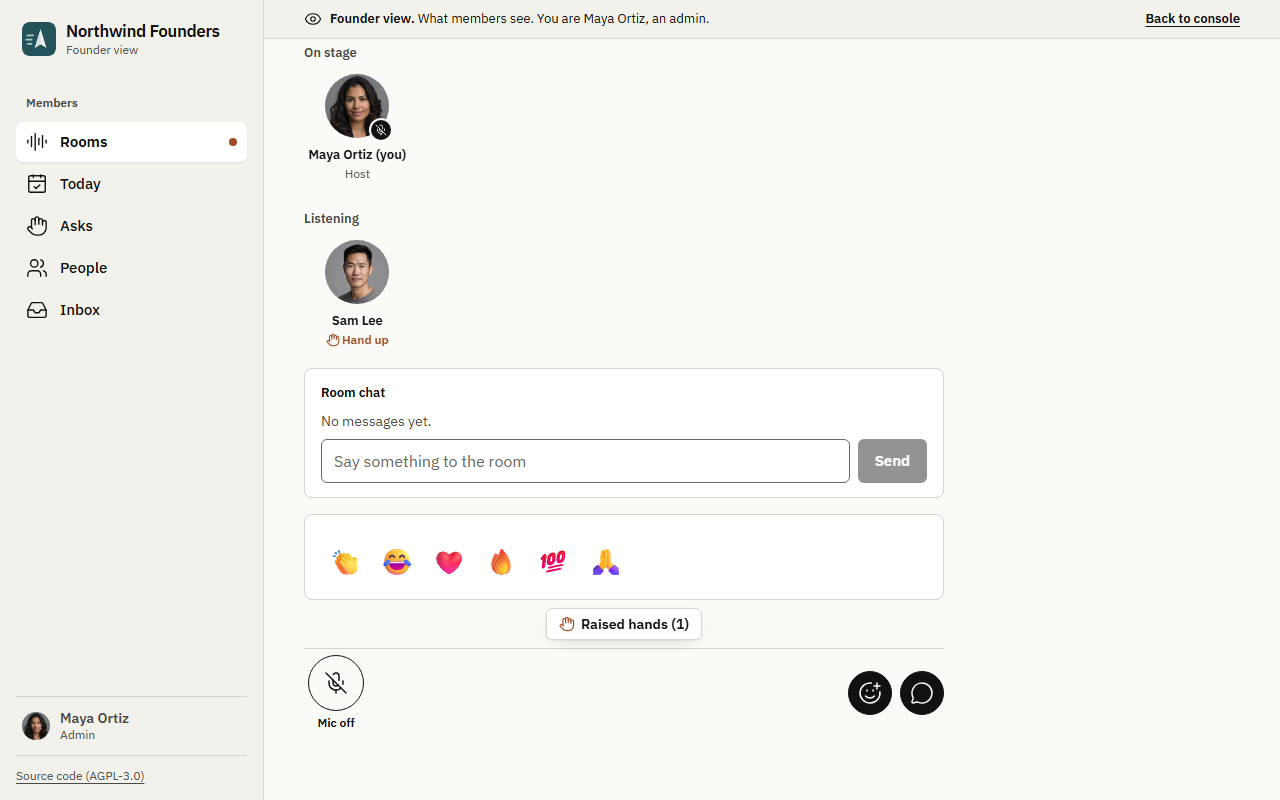 Northwind Founders
Founder view
Members
Rooms
Today
Asks
People
Inbox
Maya Ortiz
Admin
Source code (AGPL-3.0)
Founder view. What members see. You are Maya Ortiz, an admin.
Back to console
On stage
Maya Ortiz (you)
Host
Listening
Sam Lee
Hand up
Room chat
No messages yet.
Say something to the room
Send
💯
Raised hands (1)
Mic off